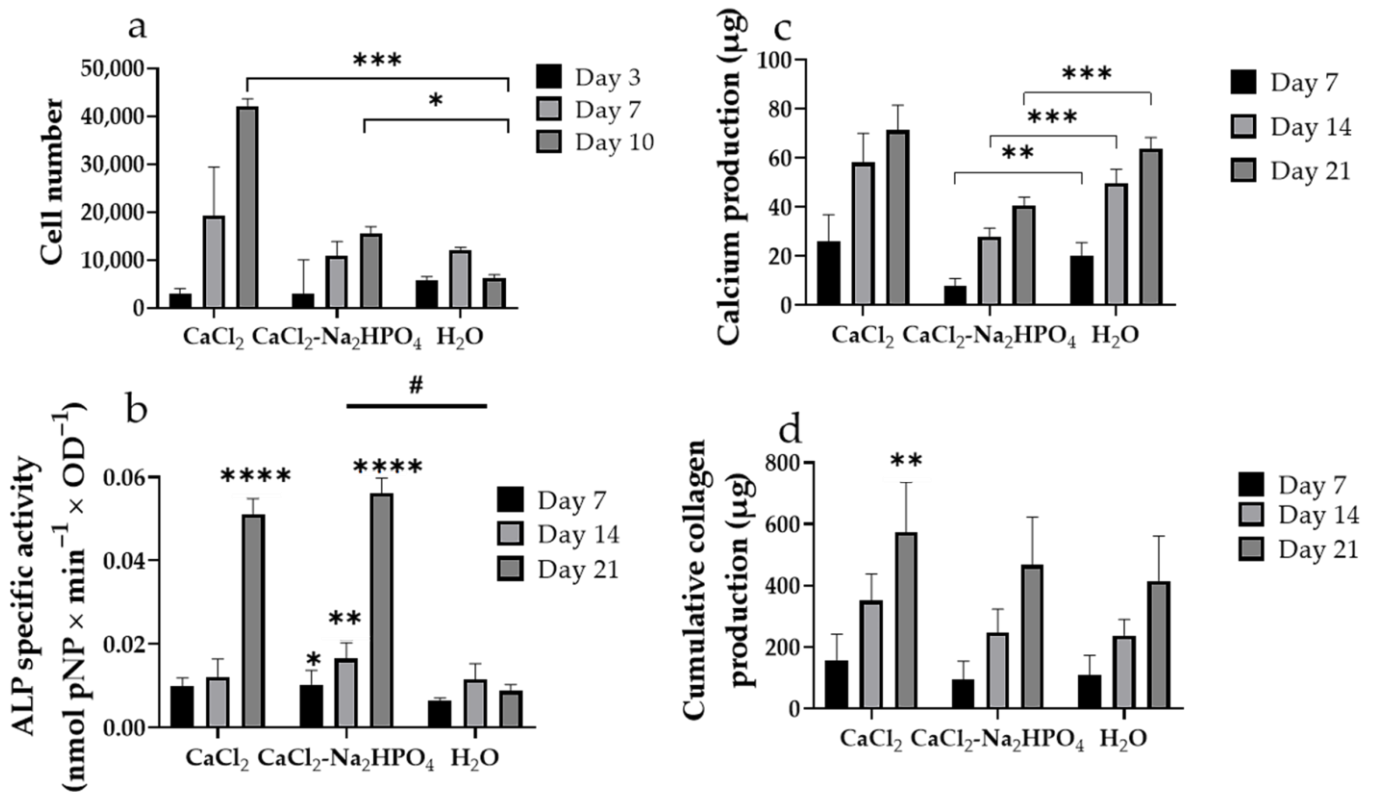 a
Cell number
50,000
40,000
30,000
20,000
10,000
0
***
*
Day 3
Day 7
Day 10
CaCl₂ CaCl₂-Na₂HPO₄ H₂O
c
Calcium production (µg)
100
80
60
40
20
0
***
***
**
Day 7
Day 14
Day 21
CaCl₂ CaCl₂-Na₂HPO₄ H₂O
b
#
ALP specific activity
(nmol pNP × min⁻¹ × OD⁻¹)
0.06
0.04
0.02
0.00
****
****
**
*
Day 7
Day 14
Day 21
CaCl₂ CaCl₂-Na₂HPO₄ H₂O
d
Cumulative collagen
production (µg)
800
600
400
200
0
**
Day 7
Day 14
Day 21
CaCl₂ CaCl₂-Na₂HPO₄ H₂O